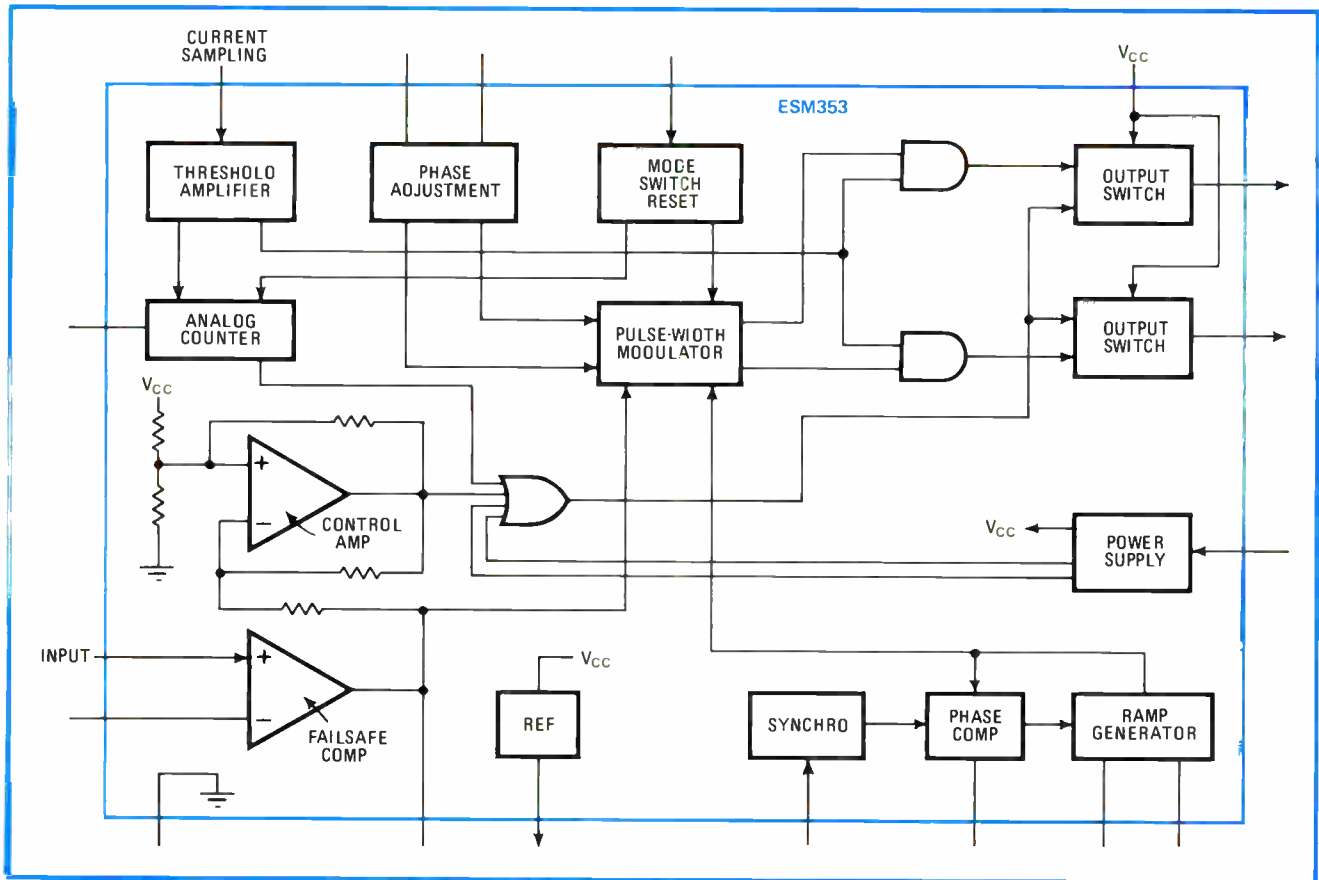 CURRENT
SAMPLING
VCC
ESM353
THRESHOLO
AMPLIFIER
PHASE
AOJUSTMENT
MODE
SWITCH
RESET
OUTPUT
SWITCH
ANALOG
COUNTER
PULSE-WIOTH
MODULATOR
OUTPUT
SWITCH
VCC
+
−
CONTROL
AMP
VCC
POWER
SUPPLY
INPUT
+
−
FAILSAFE
COMP
VCC
REF
SYNCHRO
PHASE
COMP
RAMP
GENERATOR